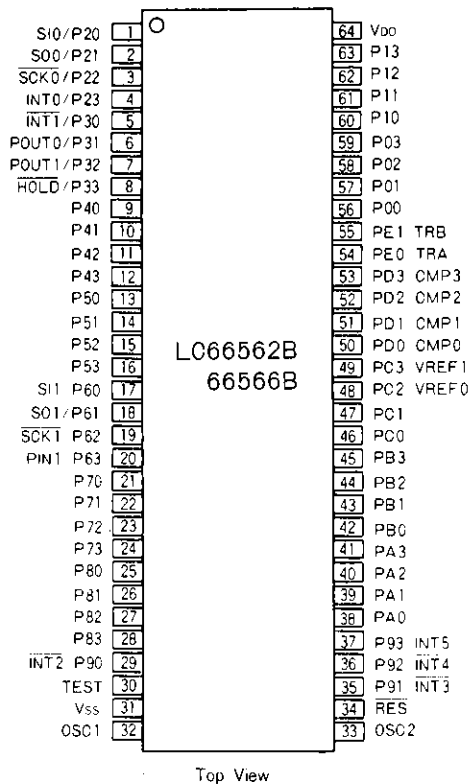 SI0/P20 1
SO0/P21 2
SCK0/P22 3
INT0/P23 4
INT1/P30 5
POUT0/P31 6
POUT1/P32 7
HOLD/P33 8
P40 9
P41 10
P42 11
P43 12
P50 13
P51 14
P52 15
P53 16
SI1 P60 17
SO1/P61 18
SCK1 P62 19
PIN1 P63 20
P70 21
P71 22
P72 23
P73 24
P80 25
P81 26
P82 27
P83 28
INT2 P90 29
TEST 30
Vss 31
OSC1 32
LC66562B
66566B
64 VDD
63 P13
62 P12
61 P11
60 P10
59 P03
58 P02
57 P01
56 P00
55 PE1 TRB
54 PE0 TRA
53 PD3 CMP3
52 PD2 CMP2
51 PD1 CMP1
50 PD0 CMP0
49 PC3 VREF1
48 PC2 VREF0
47 PC1
46 PC0
45 PB3
44 PB2
43 PB1
42 PB0
41 PA3
40 PA2
39 PA1
38 PA0
37 P93 INT5
36 P92 INT4
35 P91 INT3
34 RES
33 OSC2
Top View